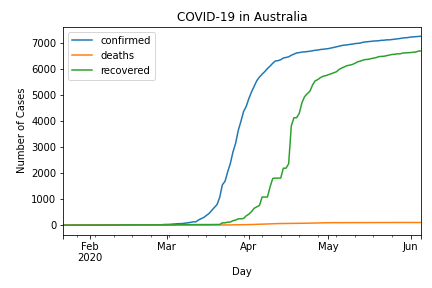 COVID-19 in Australia
confirmed
deaths
recovered
Number of Cases
7000
6000
5000
4000
3000
2000
1000
0
Feb
2020
Mar
Apr
May
Jun
Day